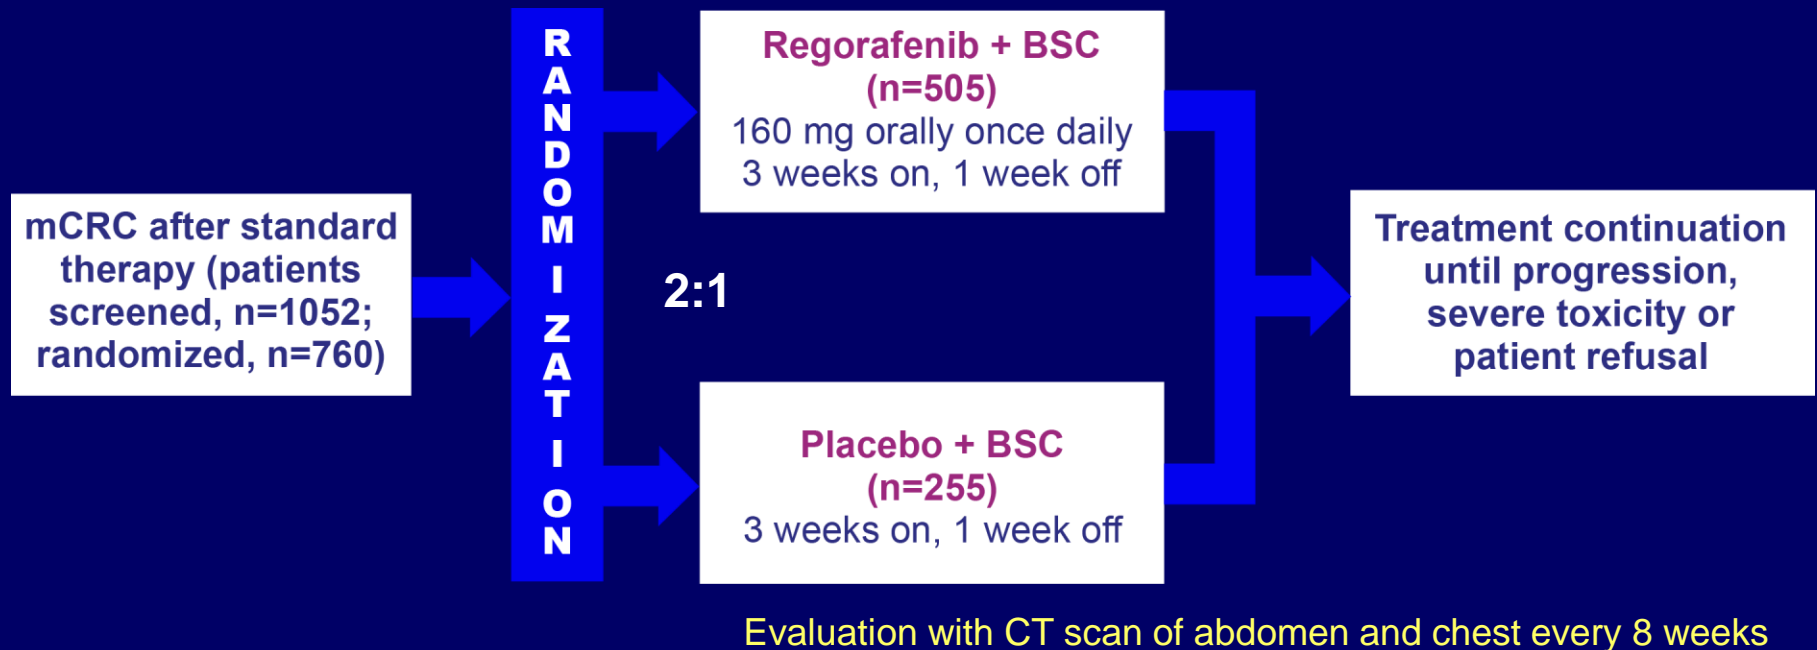 mCRC after standard
therapy (patients
screened, n=1052;
randomized, n=760)
RANDOMIZATION
2:1
Regorafenib + BSC
(n=505)
160 mg orally once daily
3 weeks on, 1 week off
Placebo + BSC
(n=255)
3 weeks on, 1 week off
Treatment continuation
until progression,
severe toxicity or
patient refusal
Evaluation with CT scan of abdomen and chest every 8 weeks